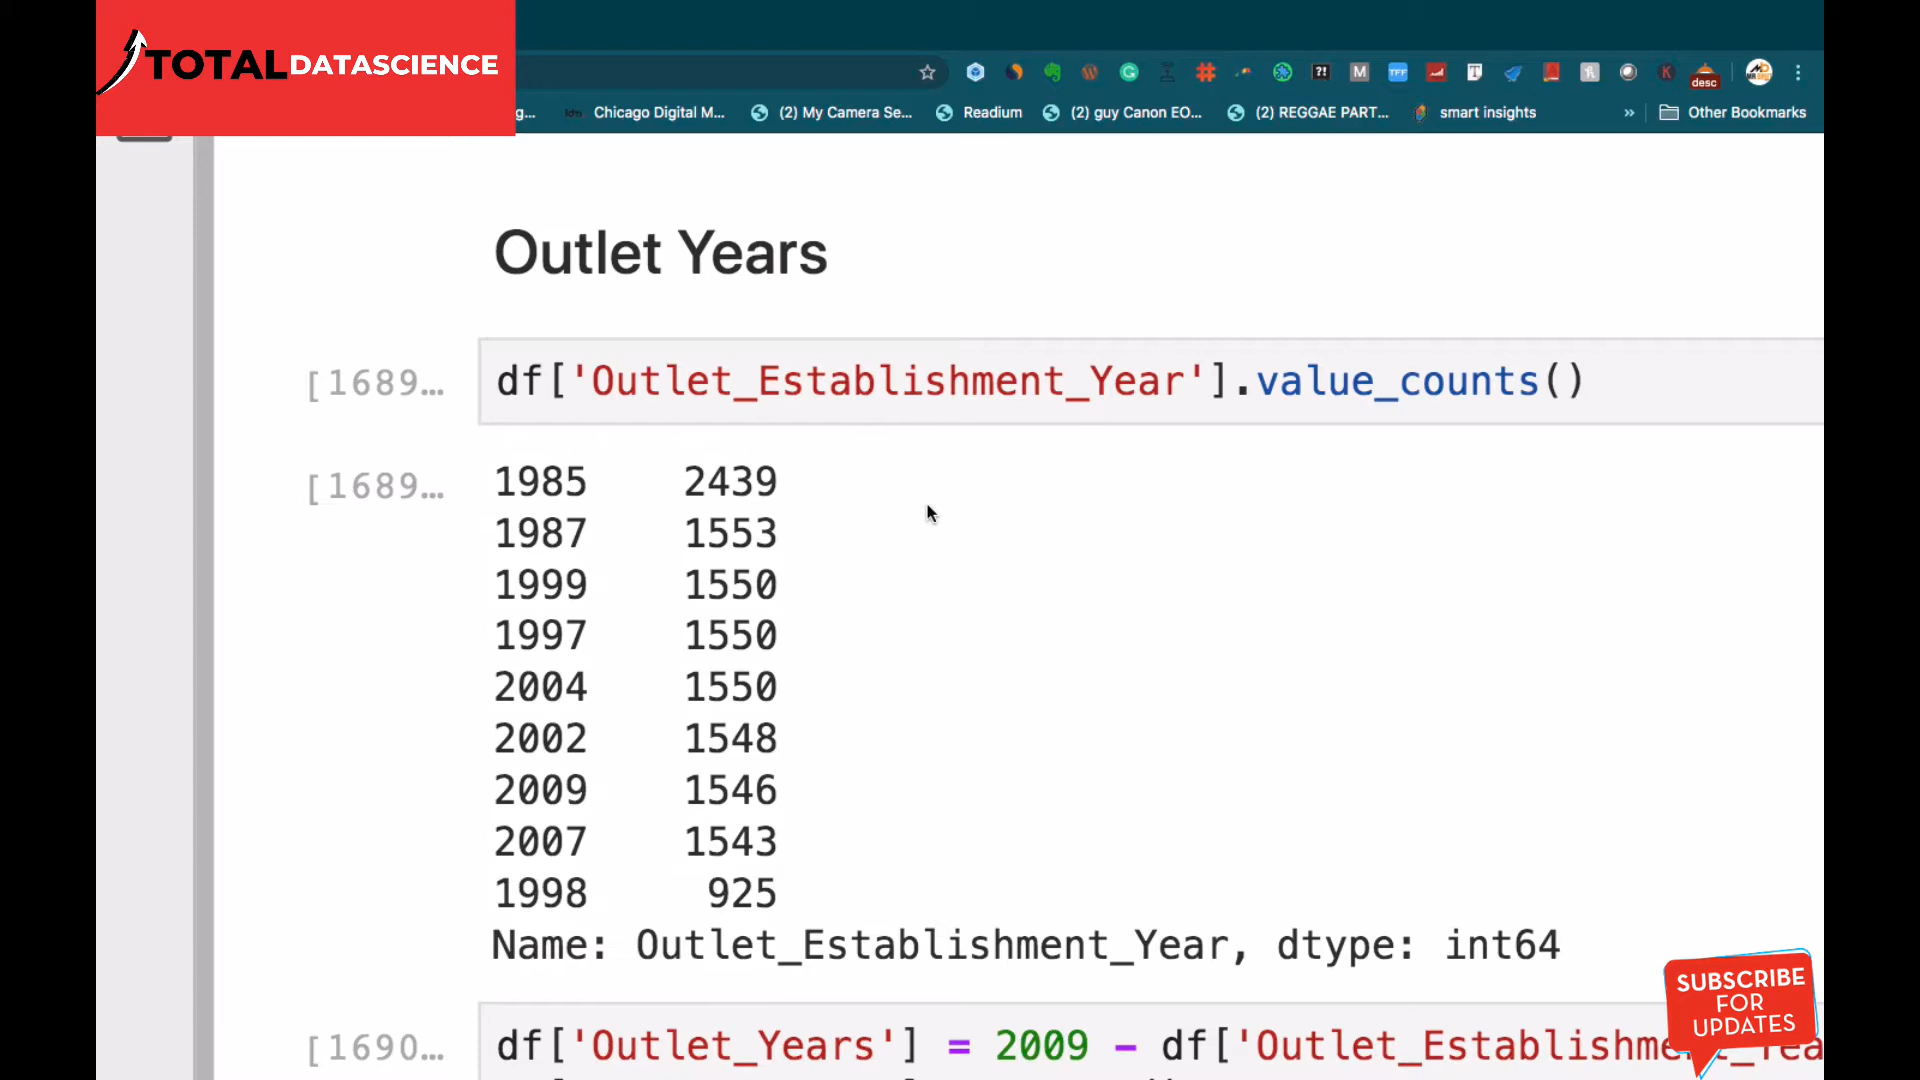 TOTALDATASCIENCE
desc
g... Chicago Digital M... (2) My Camera Se... Readium (2) guy Canon EO... (2) REGGAE PART... smart insights » Other Bookmarks
Outlet Years
[1689… df['Outlet_Establishment_Year'].value_counts()
[1689… 1985 2439
1987 1553
1999 1550
1997 1550
2004 1550
2002 1548
2009 1546
2007 1543
1998 925
Name: Outlet_Establishment_Year, dtype: int64
[1690… df['Outlet_Years'] = 2009 - df['Outlet_Establishme
SUBSCRIBE
FOR
UPDATES